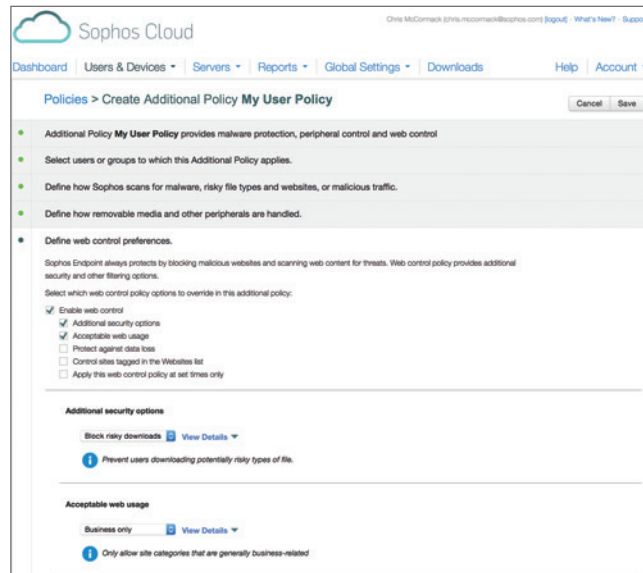 Sophos Cloud
Chris McCormack (chris.mccormack@sophos.com) [logout] - What's New? - Suppo
Dashboard Users & Devices Servers Reports Global Settings Downloads Help Account
Policies > Create Additional Policy My User Policy
Cancel Save
Additional Policy My User Policy provides malware protection, peripheral control and web control
Select users or groups to which this Additional Policy applies.
Define how Sophos scans for malware, risky file types and websites, or malicious traffic.
Define how removable media and other peripherals are handled.
Define web control preferences.
Sophos Endpoint always protects by blocking malicious websites and scanning web content for threats. Web control policy provides additional
security and other filtering options.
Select which web control policy options to override in this additional policy:
Enable web control
Additional security options
Acceptable web usage
Protect against data loss
Control sites tagged in the Websites list
Apply this web control policy at set times only
Additional security options
Block risky downloads View Details
Prevent users downloading potentially risky types of file.
Acceptable web usage
Business only View Details
Only allow site categories that are generally business-related